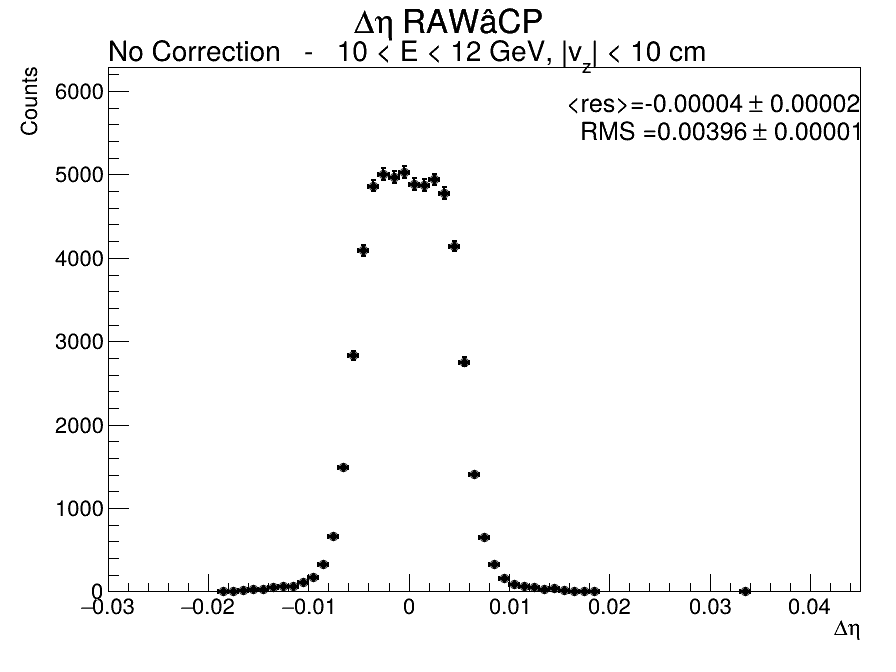 Δη RAWâCP
No Correction - 10 < E < 12 GeV, |v_z| < 10 cm
<res>=-0.00004 ± 0.00002
RMS =0.00396 ± 0.00001
Counts
6000
5000
4000
3000
2000
1000
0
−0.03 −0.02 −0.01 0 0.01 0.02 0.03 0.04
Δη